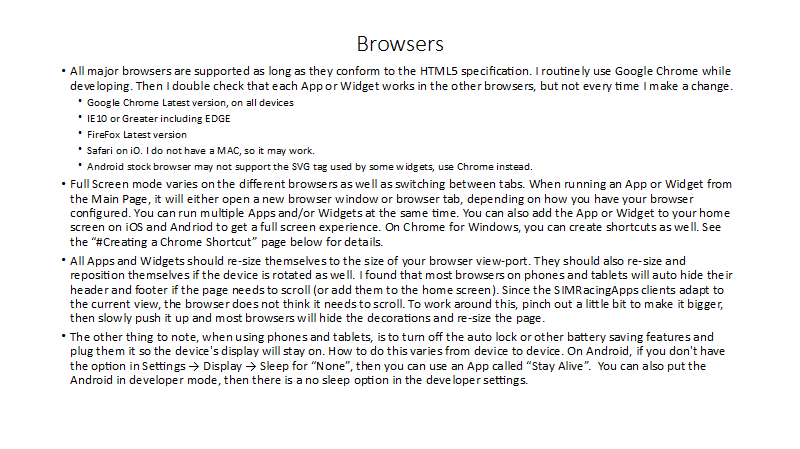 Browsers
• All major browsers are supported as long as they conform to the HTML5 specification. I routinely use Google Chrome while
developing. Then I double check that each App or Widget works in the other browsers, but not every time I make a change.
• Google Chrome Latest version, on all devices
• IE10 or Greater including EDGE
• FireFox Latest version
• Safari on iO. I do not have a MAC, so it may work.
• Android stock browser may not support the SVG tag used by some widgets, use Chrome instead.
• Full Screen mode varies on the different browsers as well as switching between tabs. When running an App or Widget from
the Main Page, it will either open a new browser window or browser tab, depending on how you have your browser
configured. You can run multiple Apps and/or Widgets at the same time. You can also add the App or Widget to your home
screen on iOS and Andriod to get a full screen experience. On Chrome for Windows, you can create shortcuts as well. See
the “#Creating a Chrome Shortcut” page below for details.
• All Apps and Widgets should re-size themselves to the size of your browser view-port. They should also re-size and
reposition themselves if the device is rotated as well. I found that most browsers on phones and tablets will auto hide their
header and footer if the page needs to scroll (or add them to the home screen). Since the SIMRacingApps clients adapt to
the current view, the browser does not think it needs to scroll. To work around this, pinch out a little bit to make it bigger,
then slowly push it up and most browsers will hide the decorations and re-size the page.
• The other thing to note, when using phones and tablets, is to turn off the auto lock or other battery saving features and
plug them it so the device's display will stay on. How to do this varies from device to device. On Android, if you don't have
the option in Settings → Display → Sleep for “None”, then you can use an App called “Stay Alive”. You can also put the
Android in developer mode, then there is a no sleep option in the developer settings.